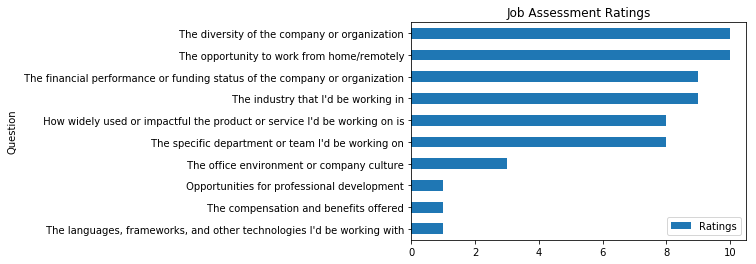 Job Assessment Ratings
The diversity of the company or organization
The opportunity to work from home/remotely
The financial performance or funding status of the company or organization
The industry that I'd be working in
How widely used or impactful the product or service I'd be working on is
The specific department or team I'd be working on
The office environment or company culture
Opportunities for professional development
The compensation and benefits offered
The languages, frameworks, and other technologies I'd be working with
Question
Ratings
0 2 4 6 8 10